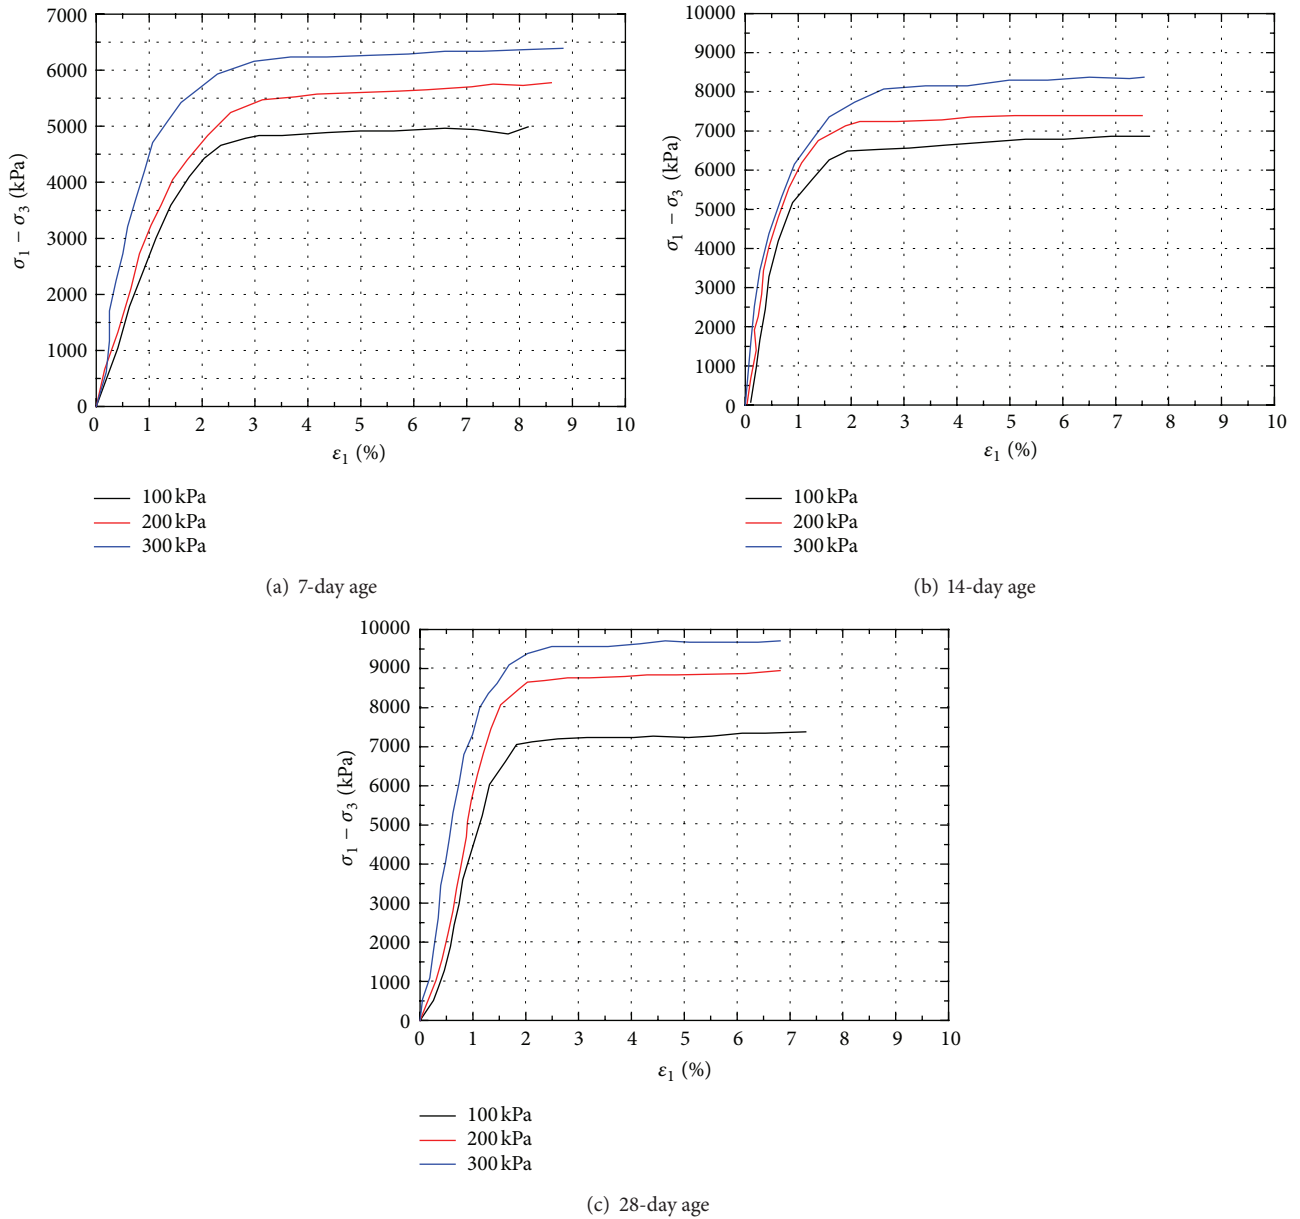 7000
6000
5000
4000
3000
2000
1000
0
σ1 − σ3 (kPa)
0 1 2 3 4 5 6 7 8 9 10
ε1 (%)
100 kPa
200 kPa
300 kPa
(a) 7-day age
10000
9000
8000
7000
6000
5000
4000
3000
2000
1000
0
σ1 − σ3 (kPa)
0 1 2 3 4 5 6 7 8 9 10
ε1 (%)
100 kPa
200 kPa
300 kPa
(b) 14-day age
10000
9000
8000
7000
6000
5000
4000
3000
2000
1000
0
σ1 − σ3 (kPa)
0 1 2 3 4 5 6 7 8 9 10
ε1 (%)
100 kPa
200 kPa
300 kPa
(c) 28-day age